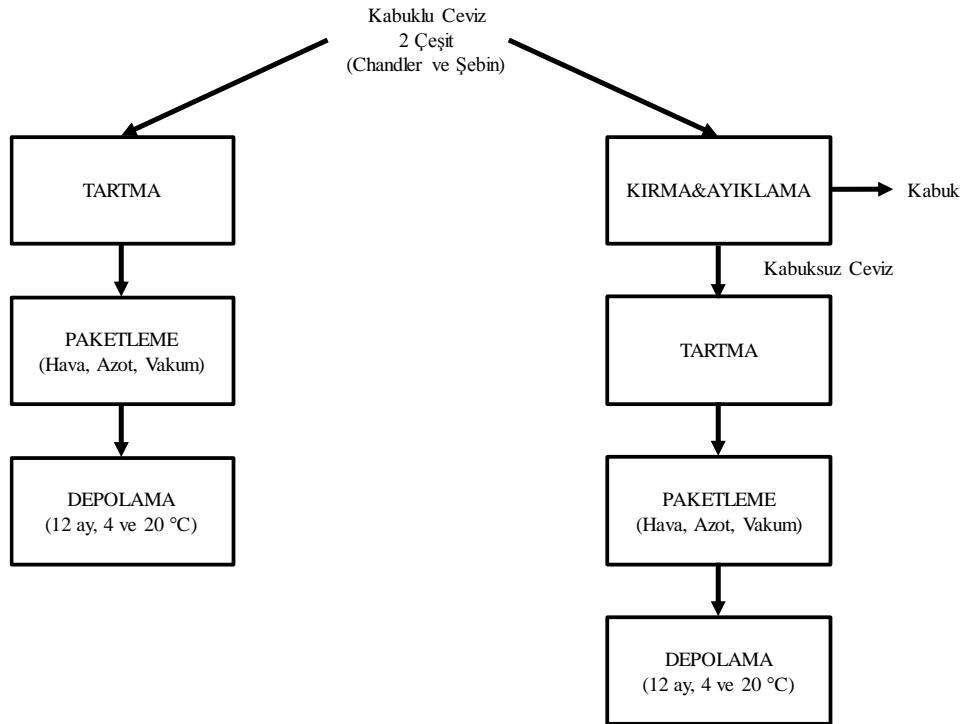 Kabuklu Ceviz
2 Çeşit
(Chandler ve Şebin)
TARTMA
PAKETLEME
(Hava, Azot, Vakum)
DEPOLAMA
(12 ay, 4 ve 20 °C)
KIRMA&AYIKLAMA
Kabuk
Kabuksuz Ceviz
TARTMA
PAKETLEME
(Hava, Azot, Vakum)
DEPOLAMA
(12 ay, 4 ve 20 °C)